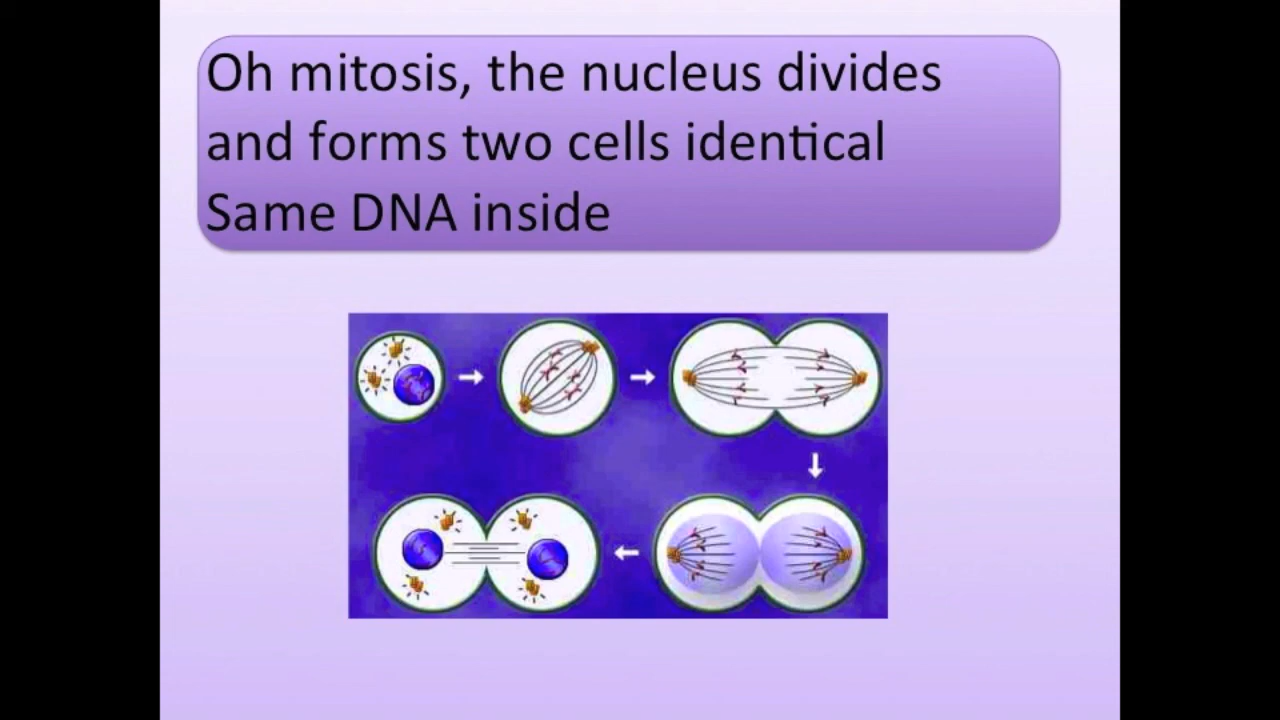 Oh mitosis, the nucleus divides
and forms two cells identical
Same DNA inside